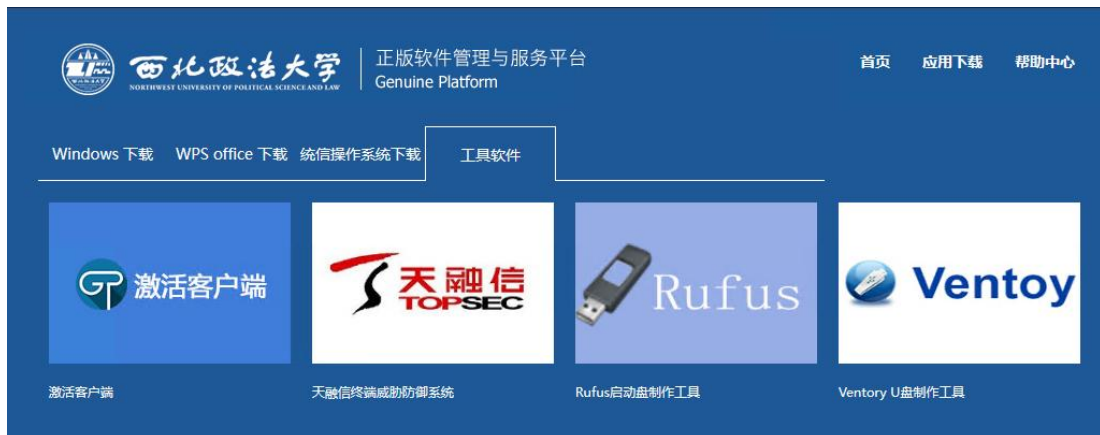 西北政法大学
NORTHWEST UNIVERSITY OF POLITICAL SCIENCE AND LAW
正版软件管理与服务平台
Genuine Platform
首页 应用下载 帮助中心
Windows 下载 WPS office 下载 统信操作系统下载 工具软件
激活客户端
天融信
TOPSEC
Rufus
Ventoy
激活客户端 天融信终端威胁防御系统 Rufus启动盘制作工具 Ventory U盘制作工具